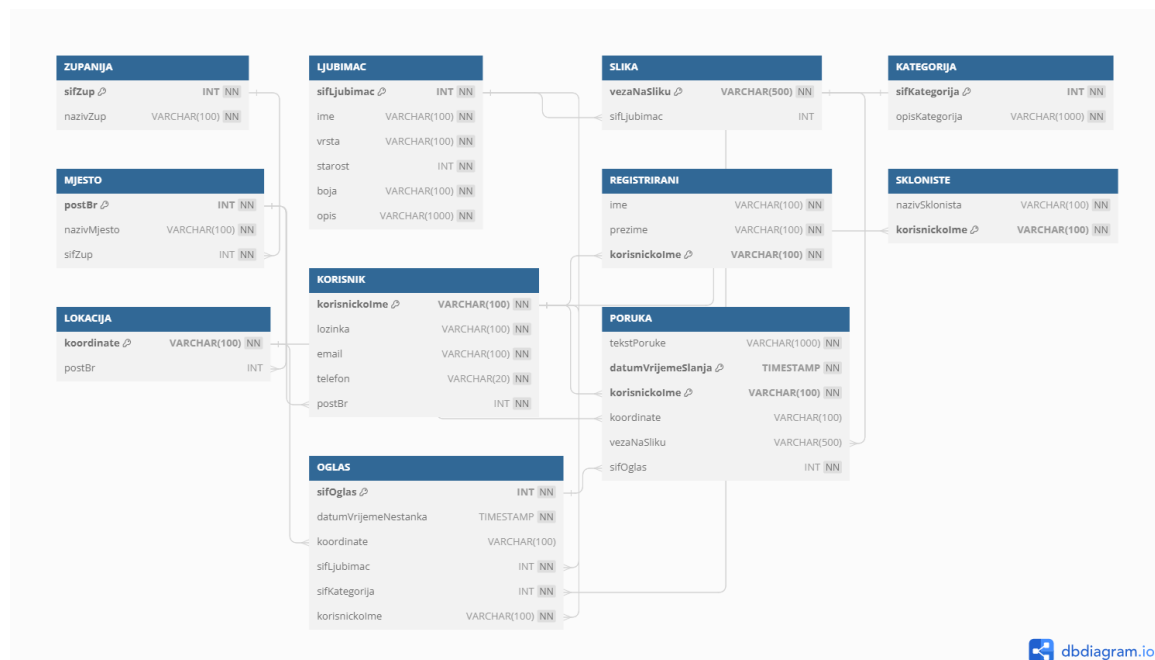 ZUPANIJA
sifZup INT NN
nazivZup VARCHAR(100) NN
LJUBIMAC
sifLjubimac INT NN
ime VARCHAR(100) NN
vrsta VARCHAR(100) NN
starost INT NN
boja VARCHAR(100) NN
opis VARCHAR(1000) NN
SLIKA
vezaNaSliku VARCHAR(500) NN
sifLjubimac INT
KATEGORIJA
sifKategorija INT NN
opisKategorija VARCHAR(1000) NN
MJESTO
postBr INT NN
nazivMjesto VARCHAR(100) NN
sifZup INT NN
REGISTRIRANI
ime VARCHAR(100) NN
prezime VARCHAR(100) NN
korisnickoIme VARCHAR(100) NN
SKLONISTE
nazivSklonista VARCHAR(100) NN
korisnickoIme VARCHAR(100) NN
KORISNIK
korisnickoIme VARCHAR(100) NN
lozinka VARCHAR(100) NN
email VARCHAR(100) NN
telefon VARCHAR(20) NN
postBr INT NN
LOKACIJA
koordinate VARCHAR(100) NN
postBr INT
PORUKA
tekstPoruke VARCHAR(1000) NN
datumVrijemeSlanja TIMESTAMP NN
korisnickoIme VARCHAR(100) NN
koordinate VARCHAR(100)
vezaNaSliku VARCHAR(500)
sifOglas INT NN
OGLAS
sifOglas INT NN
datumVrijemeNestanka TIMESTAMP NN
koordinate VARCHAR(100)
sifLjubimac INT NN
sifKategorija INT NN
korisnickoIme VARCHAR(100) NN
dbdiagram.io